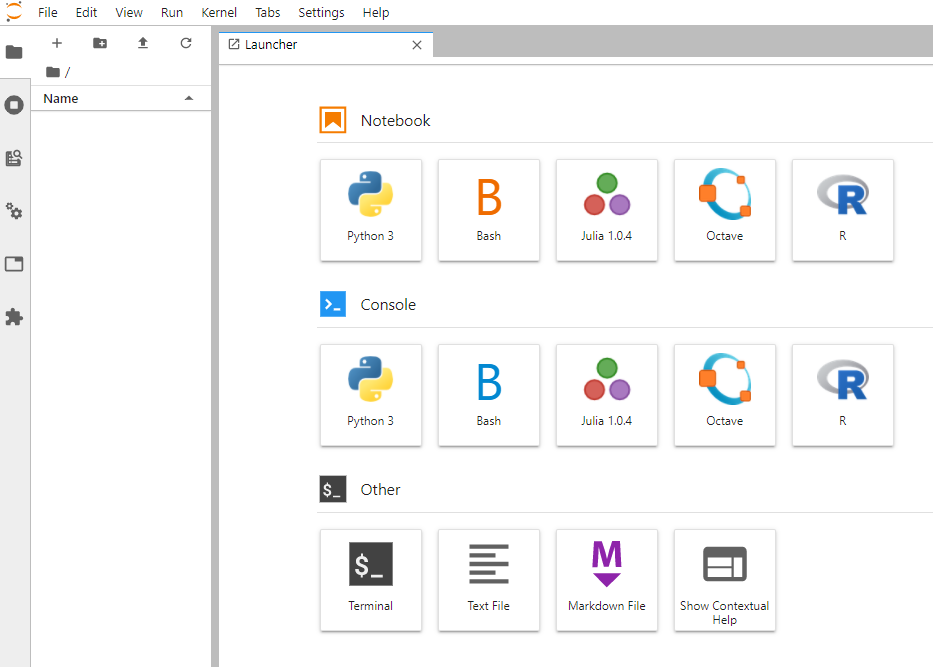 File Edit View Run Kernel Tabs Settings Help
Launcher
/
Name
Notebook
Python 3 Bash Julia 1.0.4 Octave R
Console
Python 3 Bash Julia 1.0.4 Octave R
$_ Other
$_
Terminal Text File Markdown File Show Contextual
Help